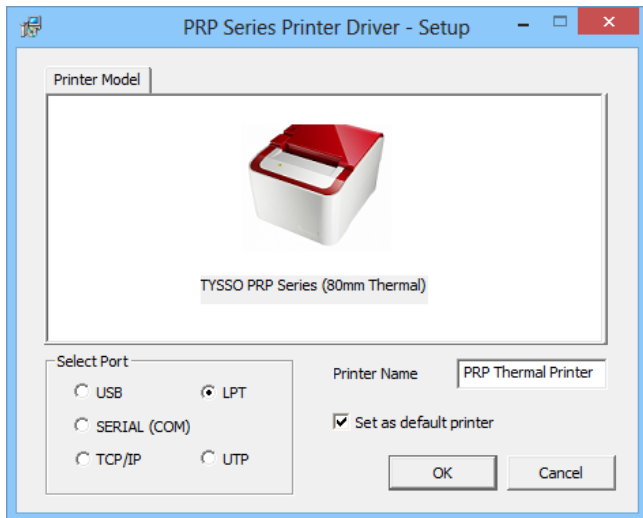 PRP Series Printer Driver - Setup
Printer Model
TYSSO PRP Series (80mm Thermal)
Select Port
USB
LPT
SERIAL (COM)
TCP/IP
UTP
Printer Name
PRP Thermal Printer
Set as default printer
OK
Cancel